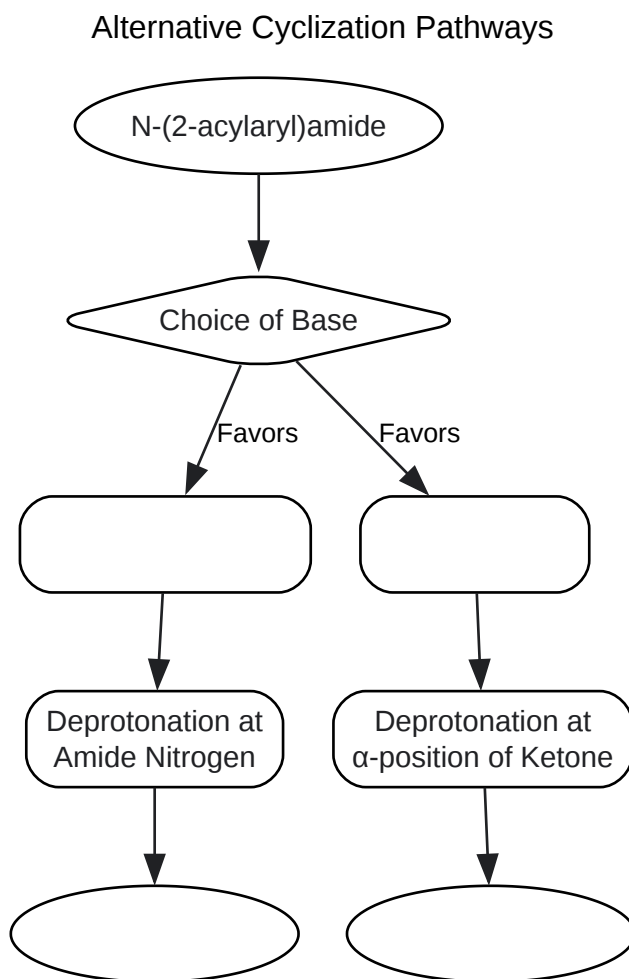 Alternative Cyclization Pathways
N-(2-acylaryl)amide
Choice of Base
Favors
Favors
Deprotonation at
Amide Nitrogen
Deprotonation at
α-position of Ketone